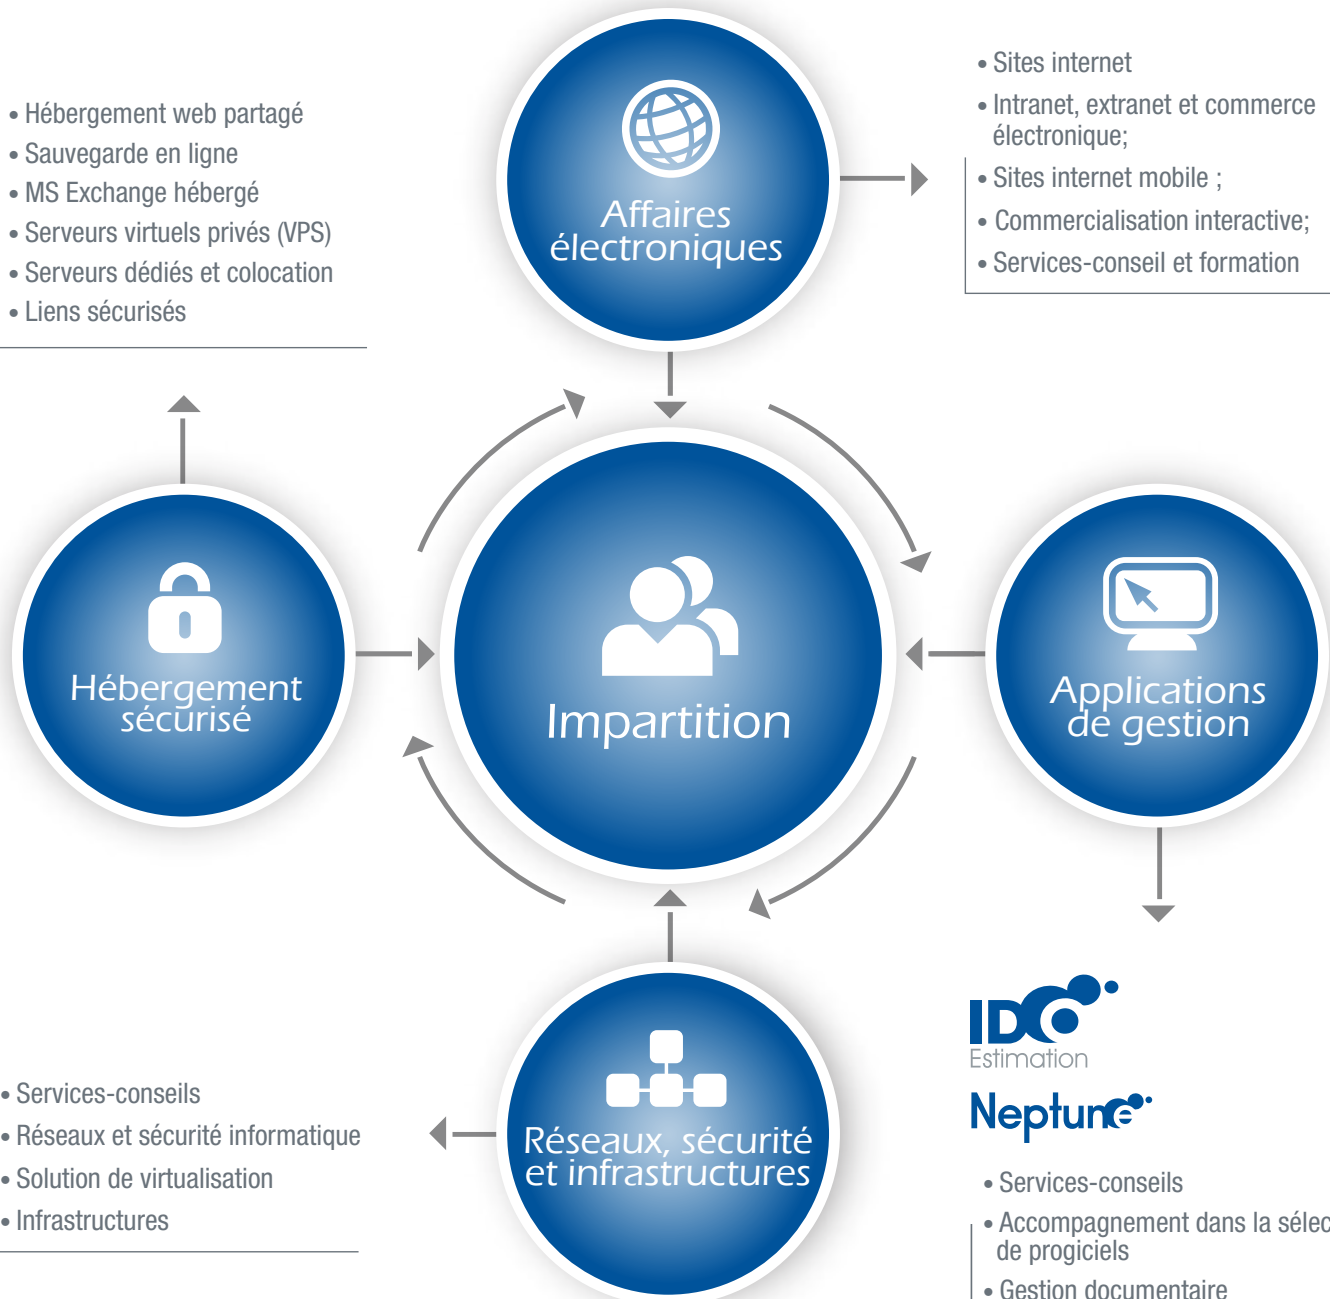 • Hébergement web partagé
• Sauvegarde en ligne
• MS Exchange hébergé
• Serveurs virtuels privés (VPS)
• Serveurs dédiés et colocation
• Liens sécurisés
Affaires
électroniques
• Sites internet
• Intranet, extranet et commerce
électronique;
• Sites internet mobile ;
• Commercialisation interactive;
• Services-conseil et formation
Hébergement
sécurisé
Impartition
Applications
de gestion
• Services-conseils
• Réseaux et sécurité informatique
• Solution de virtualisation
• Infrastructures
Réseaux, sécurité
et infrastructures
IDO
Estimation
Neptune
• Services-conseils
• Accompagnement dans la
de progiciels
• Gestion documentaire